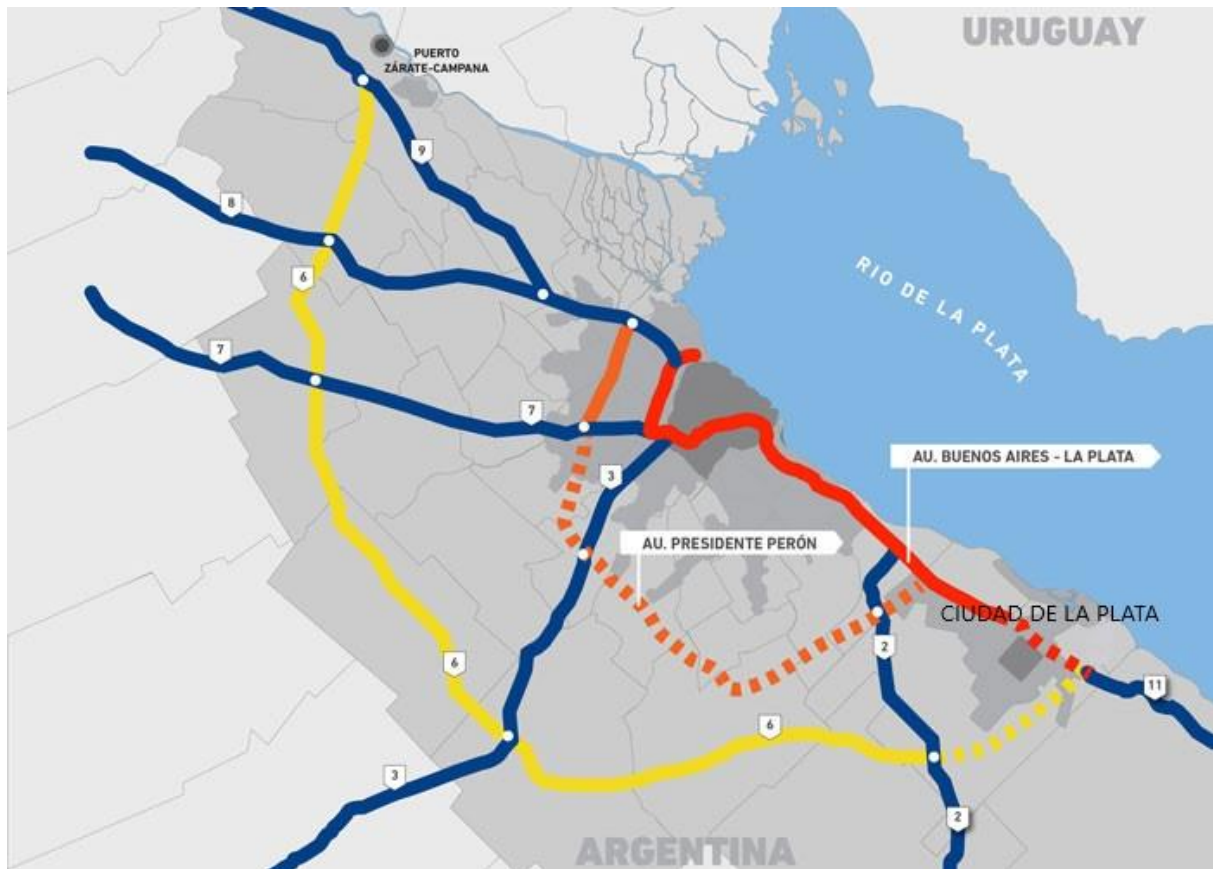 URUGUAY
PUERTO
ZÁRATE-CAMPANA
9
8
6
7
RIO DE LA PLATA
7
AU. BUENOS AIRES - LA PLATA
3
AU. PRESIDENTE PERÓN
CIUDAD DE LA PLATA
2
6
11
6
3
2
ARGENTINA